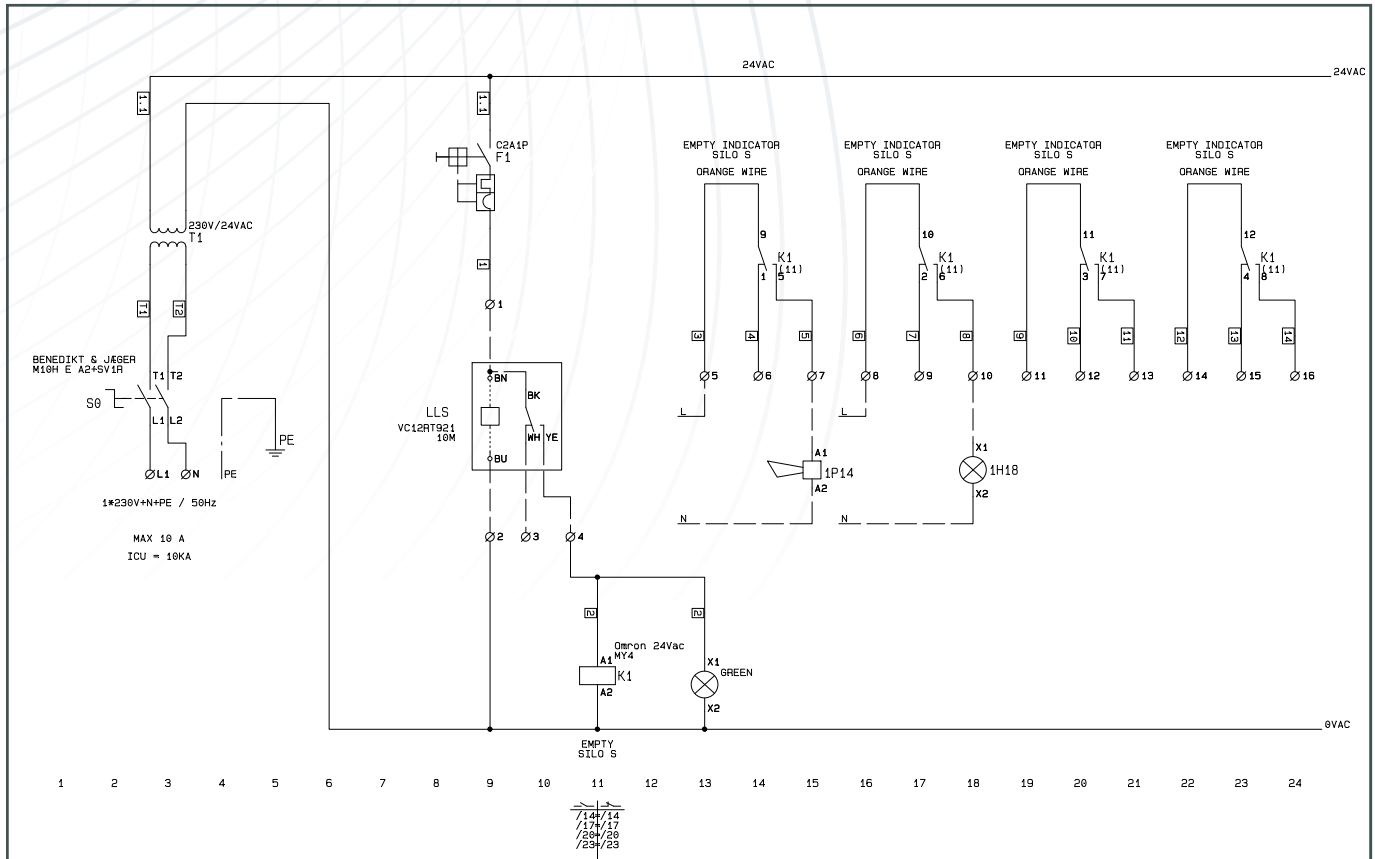 24VAC
24VAC
1.1
1.1
C2A1P
F1
EMPTY INDICATOR
SILO S
ORANGE WIRE
EMPTY INDICATOR
SILO S
ORANGE WIRE
EMPTY INDICATOR
SILO S
ORANGE WIRE
EMPTY INDICATOR
SILO S
ORANGE WIRE
230V/24VAC
T1
9
K1
(11)
1 5
10
K1
(11)
2 6
11
K1
(11)
3 7
12
K1
(11)
4 8
1
T1
T2
1
3
4
5
6
7
8
9
10
11
12
13
14
BENEDIKT & JÆGER
M10H E A2+SV1R
T1 T2
S0
L1 L2
PE
L1
N
PE
1*230V+N+PE / 50Hz
MAX 10 A
ICU = 10KA
BN
BK
LLS
VC12RT921
10M
WH YE
BU
5
6
7
8
9
10
11
12
13
14
15
16
L
L
A1
1P14
A2
X1
1H18
X2
N
N
2
3
4
2
2
Omron 24Vac
MY4
A1
K1
A2
X1
GREEN
X2
0VAC
EMPTY
SILO S
1 2 3 4 5 6 7 8 9 10 11 12 13 14 15 16 17 18 19 20 21 22 23 24
/14 /14
/17 /17
/20 /20
/23 /23